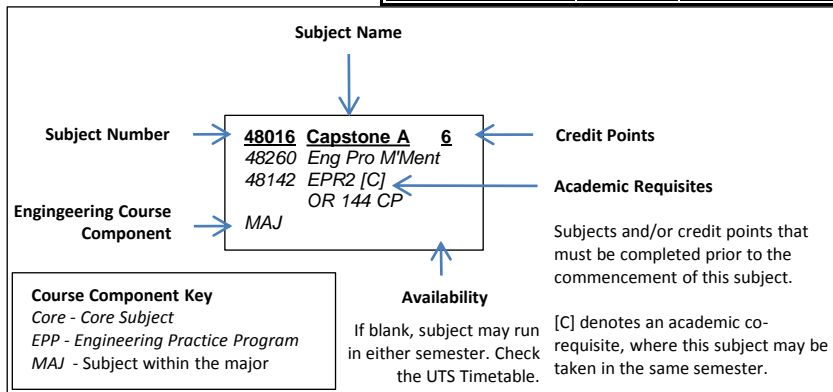 Subject Name
Subject Number
48016 Capstone A 6
48260 Eng Pro M'Ment
48142 EPR2 [C]
OR 144 CP
MAJ
Credit Points
Academic Requisites
Engingeering Course
Component
Subjects and/or credit points that
must be completed prior to the
commencement of this subject.
[C] denotes an academic co-
requisite, where this subject may be
taken in the same semester.
Availability
If blank, subject may run
in either semester. Check
the UTS Timetable.
Course Component Key
Core - Core Subject
EPP - Engineering Practice Program
MAJ - Subject within the major